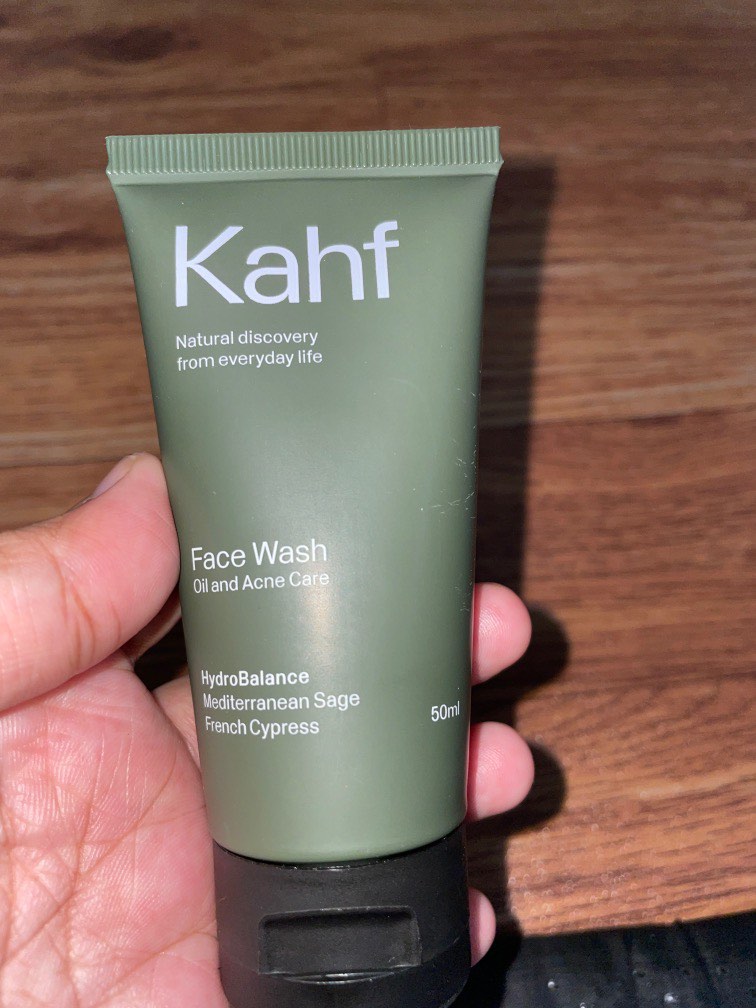 Kahf
Natural discovery
from everyday life
Face Wash
Oil and Acne Care
HydroBalance
Mediterranean Sage
French Cypress
50ml